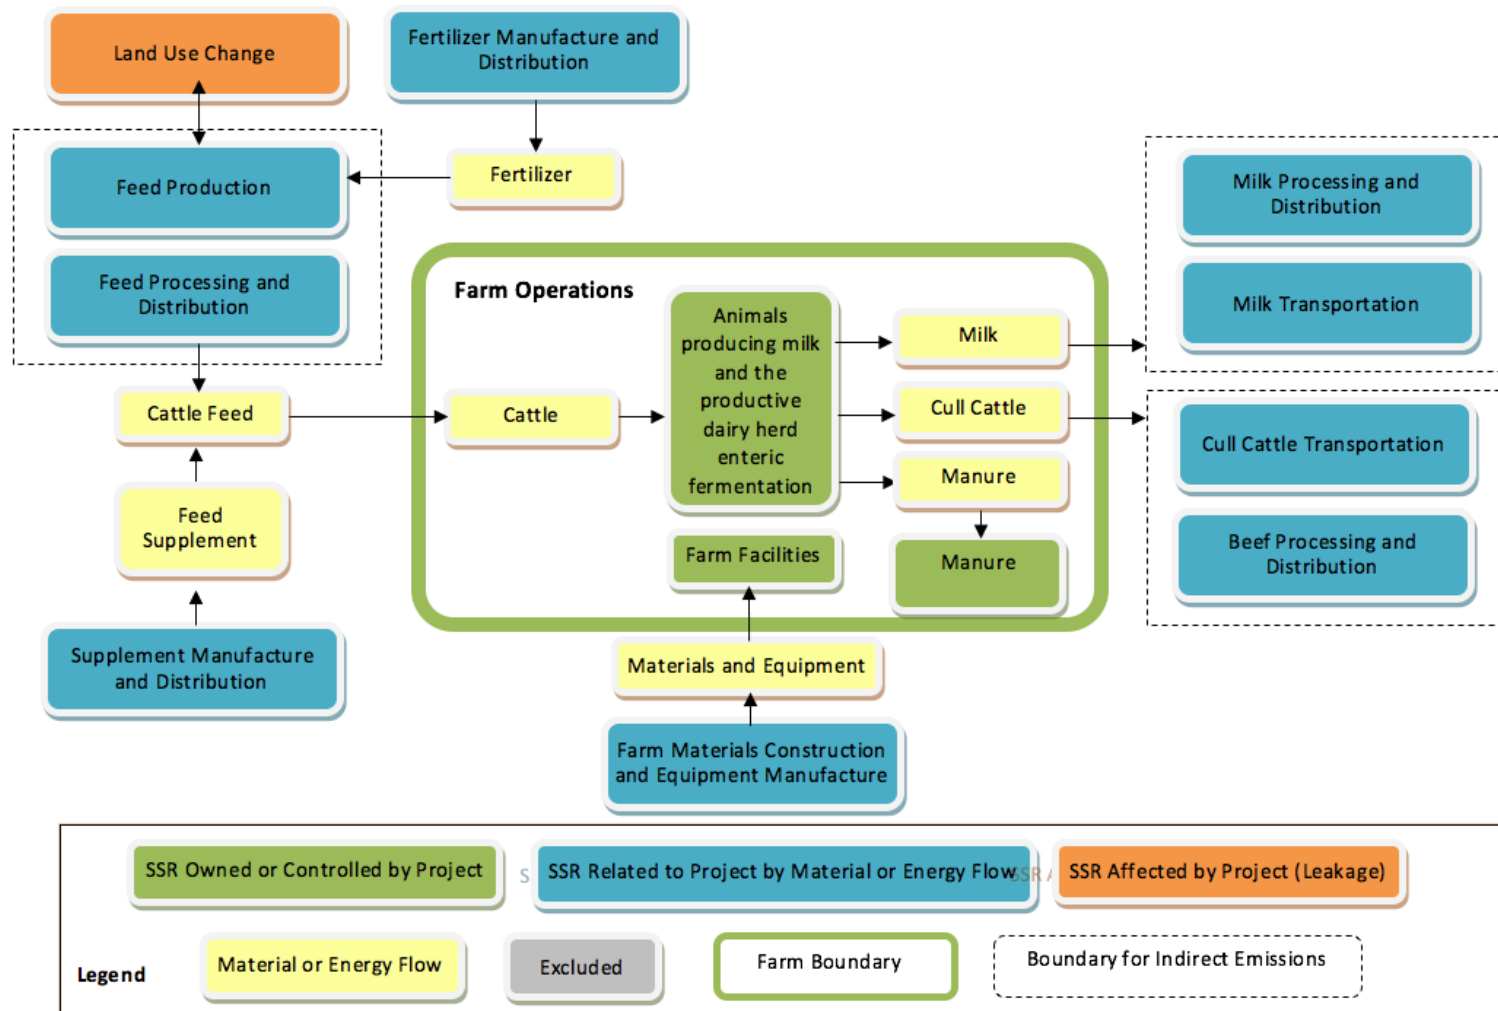 Land Use Change
Fertilizer Manufacture and
Distribution
Feed Production
Fertilizer
Feed Processing and
Distribution
Cattle Feed
Feed
Supplement
Supplement Manufacture
and Distribution
Farm Operations
Cattle
Animals
producing milk
and the
productive
dairy herd
enteric
fermentation
Milk
Cull Cattle
Manure
Manure
Farm Facilities
Materials and Equipment
Farm Materials Construction
and Equipment Manufacture
Milk Processing and
Distribution
Milk Transportation
Cull Cattle Transportation
Beef Processing and
Distribution
SSR Owned or Controlled by Project
S
SSR Related to Project by Material or Energy Flow
SSR A
SSR Affected by Project (Leakage)
Legend
Material or Energy Flow
Excluded
Farm Boundary
Boundary for Indirect Emissions